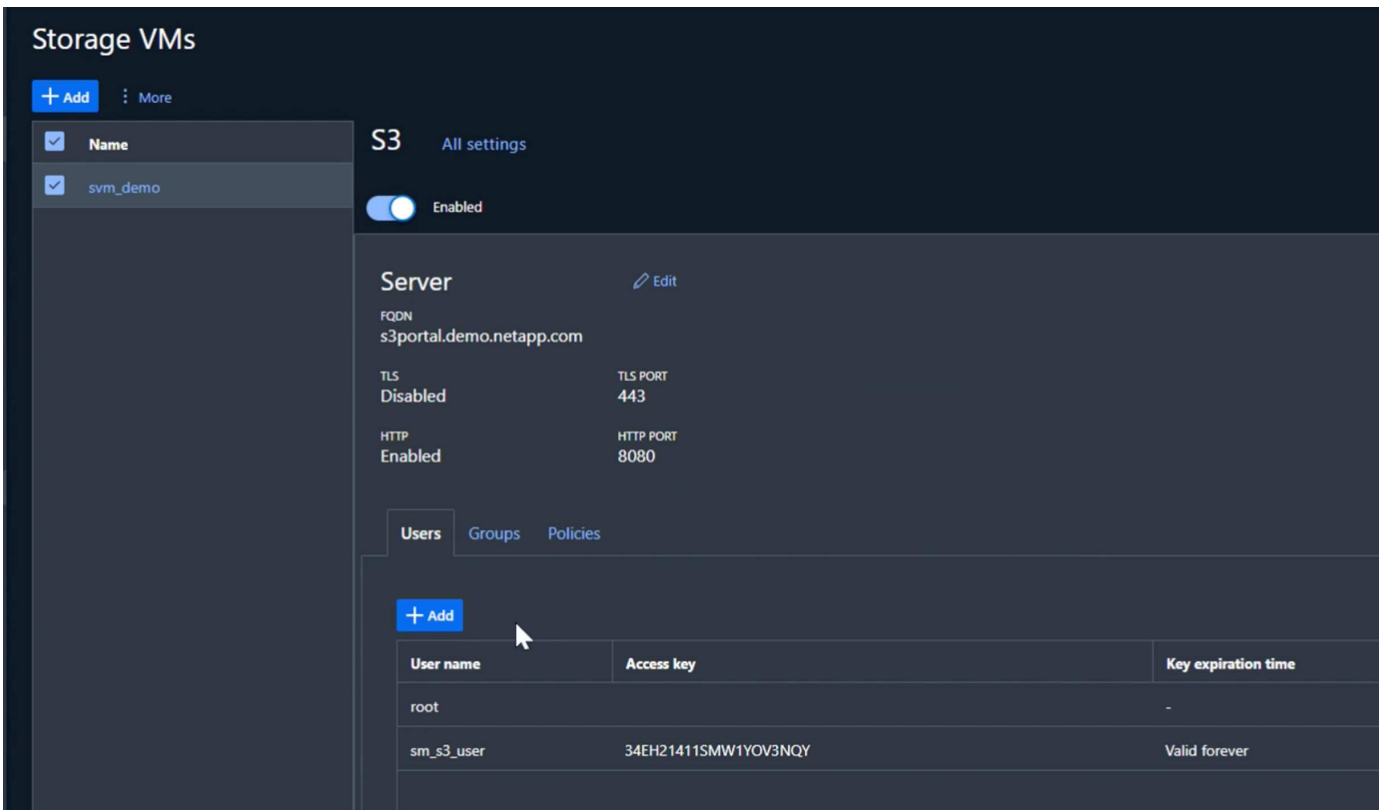 Storage VMs
+ Add ⋮ More
Name
svm_demo
S3 All settings
Enabled
Server Edit
FQDN
s3portal.demo.netapp.com
TLS TLS PORT
Disabled 443
HTTP HTTP PORT
Enabled 8080
Users Groups Policies
+ Add
User name Access key Key expiration time
root -
sm_s3_user 34EH21411SMW1YOV3NQY Valid forever